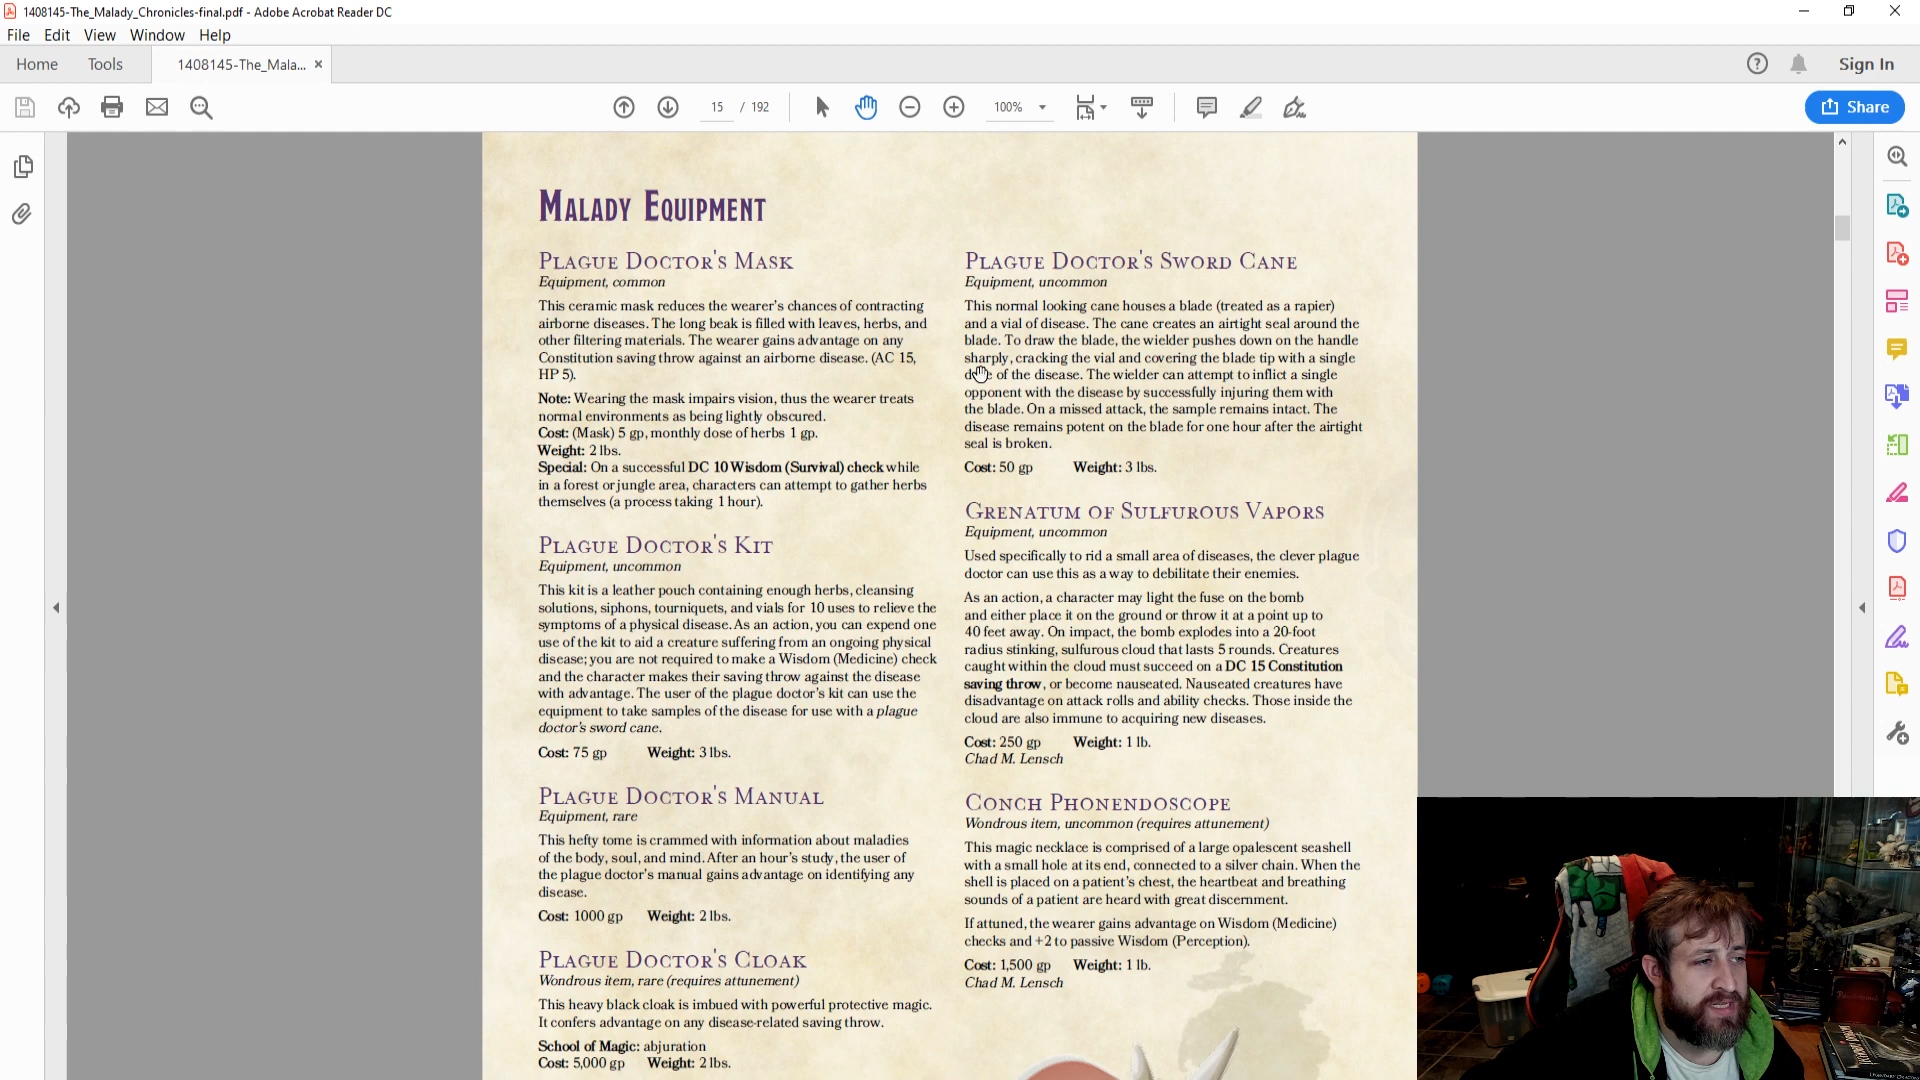 1408145-The_Malady_Chronicles-final.pdf - Adobe Acrobat Reader DC
File Edit View Window Help
Home Tools 1408145-The_Mala... ×
Sign In
15 / 192
100%
Share
Malady Equipment
Plague Doctor's Mask
Equipment, common
This ceramic mask reduces the wearer's chances of contracting
airborne diseases. The long beak is filled with leaves, herbs, and
other filtering materials. The wearer gains advantage on any
Constitution saving throw against an airborne disease. (AC 15,
HP 5).
Note: Wearing the mask impairs vision, thus the wearer treats
normal environments as being lightly obscured.
Cost: (Mask) 5 gp, monthly dose of herbs 1 gp.
Weight: 2 lbs.
Special: On a successful DC 10 Wisdom (Survival) check while
in a forest or jungle area, characters can attempt to gather herbs
themselves (a process taking 1 hour).
Plague Doctor's Kit
Equipment, uncommon
This kit is a leather pouch containing enough herbs, cleansing
solutions, siphons, tourniquets, and vials for 10 uses to relieve the
symptoms of a physical disease. As an action, you can expend one
use of the kit to aid a creature suffering from an ongoing physical
disease; you are not required to make a Wisdom (Medicine) check
and the character makes their saving throw against the disease
with advantage. The user of the plague doctor's kit can use the
equipment to take samples of the disease for use with a plague
doctor's sword cane.
Cost: 75 gp Weight: 3 lbs.
Plague Doctor's Manual
Equipment, rare
This hefty tome is crammed with information about maladies
of the body, soul, and mind. After an hour's study, the user of
the plague doctor's manual gains advantage on identifying any
disease.
Cost: 1000 gp Weight: 2 lbs.
Plague Doctor's Cloak
Wondrous item, rare (requires attunement)
This heavy black cloak is imbued with powerful protective magic.
It confers advantage on any disease-related saving throw.
School of Magic: abjuration
Cost: 5,000 gp Weight: 2 lbs.
Plague Doctor's Sword Cane
Equipment, uncommon
This normal looking cane houses a blade (treated as a rapier)
and a vial of disease. The cane creates an airtight seal around the
blade. To draw the blade, the wielder pushes down on the handle
sharply, cracking the vial and covering the blade tip with a single
of the disease. The wielder can attempt to inflict a single
opponent with the disease by successfully injuring them with
the blade. On a missed attack, the sample remains intact. The
disease remains potent on the blade for one hour after the airtight
seal is broken.
Cost: 50 gp Weight: 3 lbs.
Grenatum of Sulfurous Vapors
Equipment, uncommon
Used specifically to rid a small area of diseases, the clever plague
doctor can use this as a way to debilitate their enemies.
As an action, a character may light the fuse on the bomb
and either place it on the ground or throw it at a point up to
40 feet away. On impact, the bomb explodes into a 20-foot
radius stinking, sulfurous cloud that lasts 5 rounds. Creatures
caught within the cloud must succeed on a DC 15 Constitution
saving throw, or become nauseated. Nauseated creatures have
disadvantage on attack rolls and ability checks. Those inside the
cloud are also immune to acquiring new diseases.
Cost: 250 gp Weight: 1 lb.
Chad M. Lensch
Conch Phonendoscope
Wondrous item, uncommon (requires attunement)
This magic necklace is comprised of a large opalescent seashell
with a small hole at its end, connected to a silver chain. When the
shell is placed on a patient's chest, the heartbeat and breathing
sounds of a patient are heard with great discernment.
If attuned, the wearer gains advantage on Wisdom (Medicine)
checks and +2 to passive Wisdom (Perception).
Cost: 1,500 gp Weight: 1 lb.
Chad M. Lensch